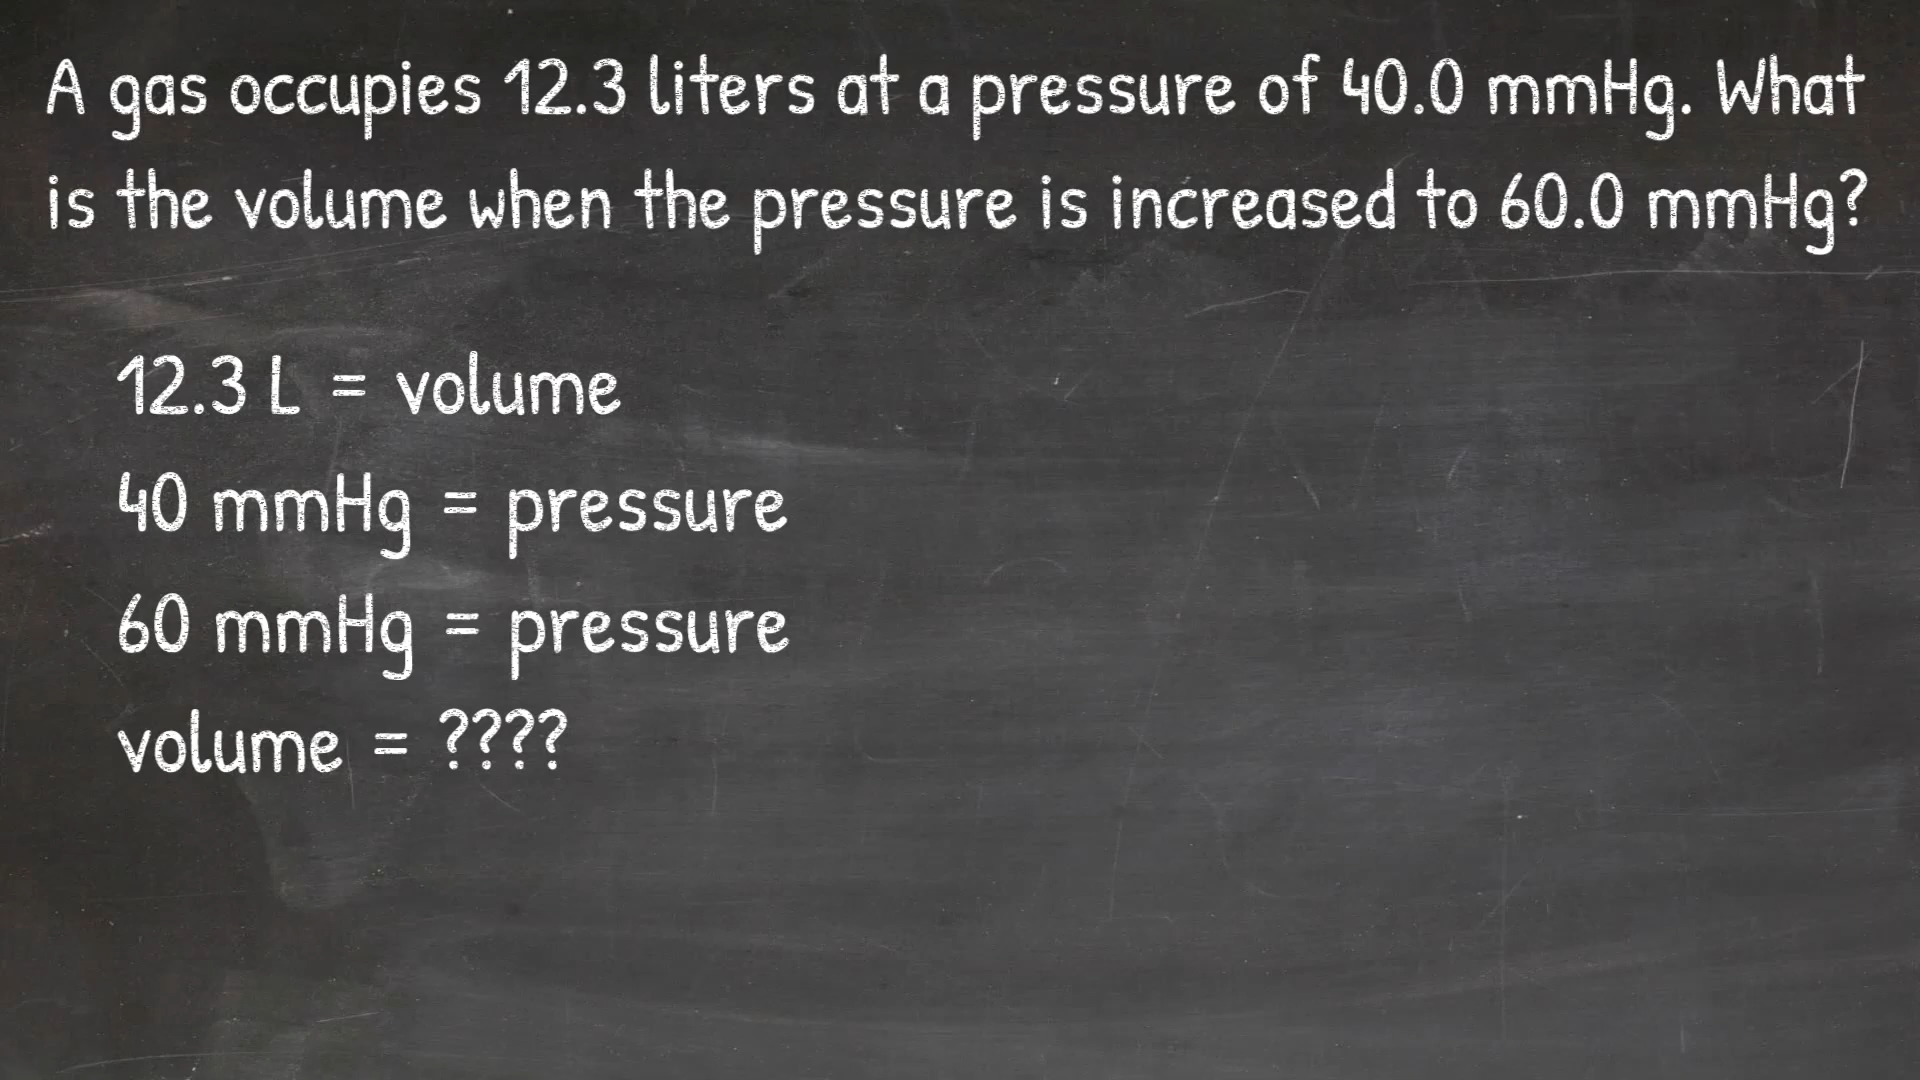 A gas occupies 12.3 liters at a pressure of 40.0 mmHg. What
is the volume when the pressure is increased to 60.0 mmHg?
12.3 L = volume
40 mmHg = pressure
60 mmHg = pressure
volume = ????